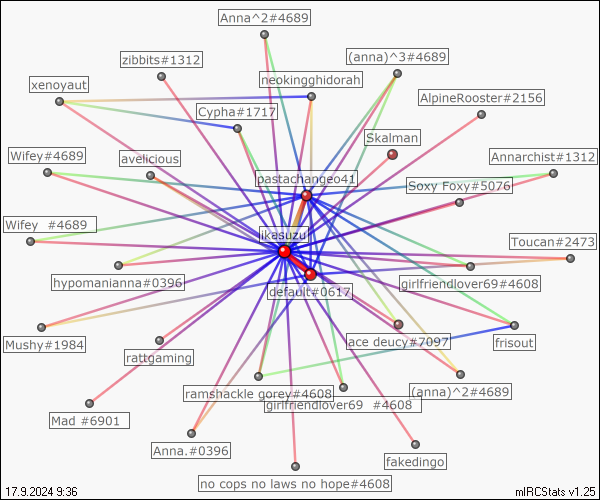 Anna^2#4689
zibbits#1312
(anna)^3#4689
xenoyaut
neokingghidorah
AlpineRooster#2156
Cypha#1717
Skalman
Wifey#4689
avelicious
Annarchist#1312
pastachangeo41
Soxy Foxy#5076
Wifey  #4689
ikasuzu
Toucan#2473
hypomanianna#0396
default#0617
girlfriendlover69#4608
Mushy#1984
ace deucy#7097
frisout
rattgaming
ramshackle gorey#4608
(anna)^2#4689
girlfriendlover69  #4608
Mad #6901
Anna.#0396
fakedingo
no cops no laws no hope#4608
17.9.2024 9:36
mIRCStats v1.25